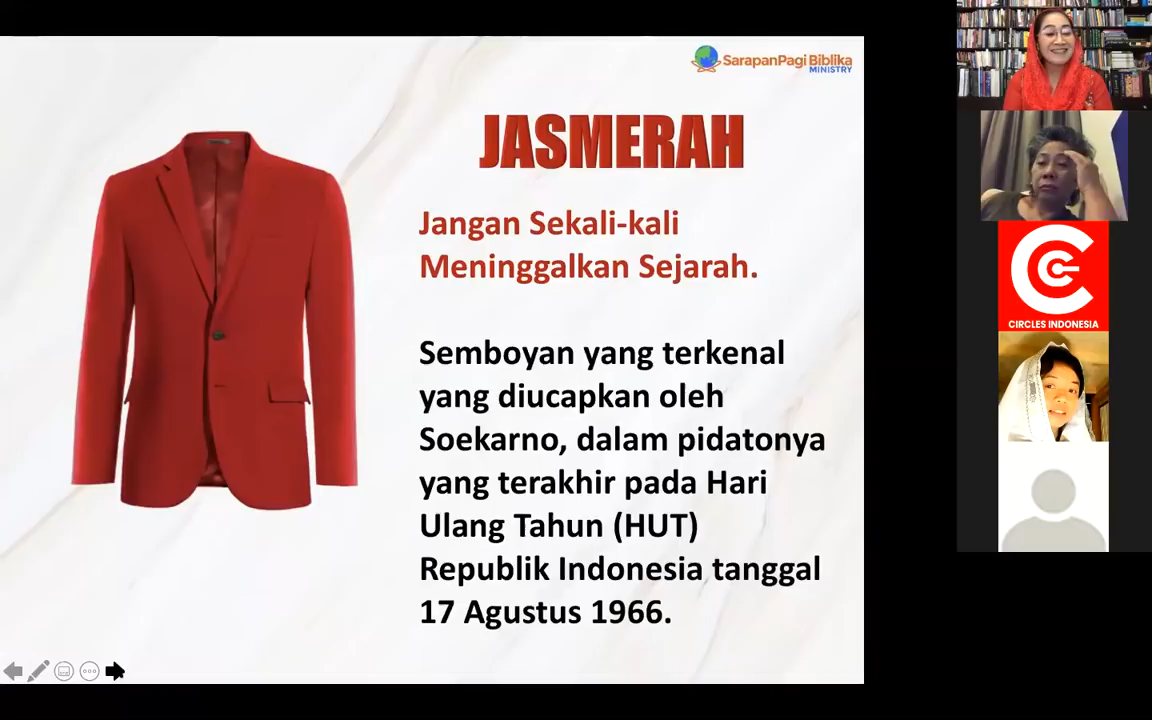 SarapanPagi Biblika
MINISTRY
JASMERAH
Jangan Sekali-kali
Meninggalkan Sejarah.
Semboyan yang terkenal
yang diucapkan oleh
Soekarno, dalam pidatonya
yang terakhir pada Hari
Ulang Tahun (HUT)
Republik Indonesia tanggal
17 Agustus 1966.
CIRCLES INDONESIA